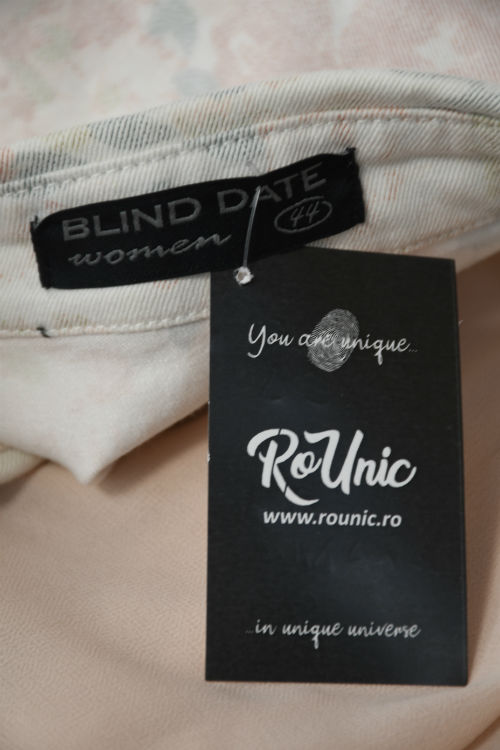 BLIND DATE
women 44
You are unique...
RoUnic
www.rounic.ro
...in unique universe